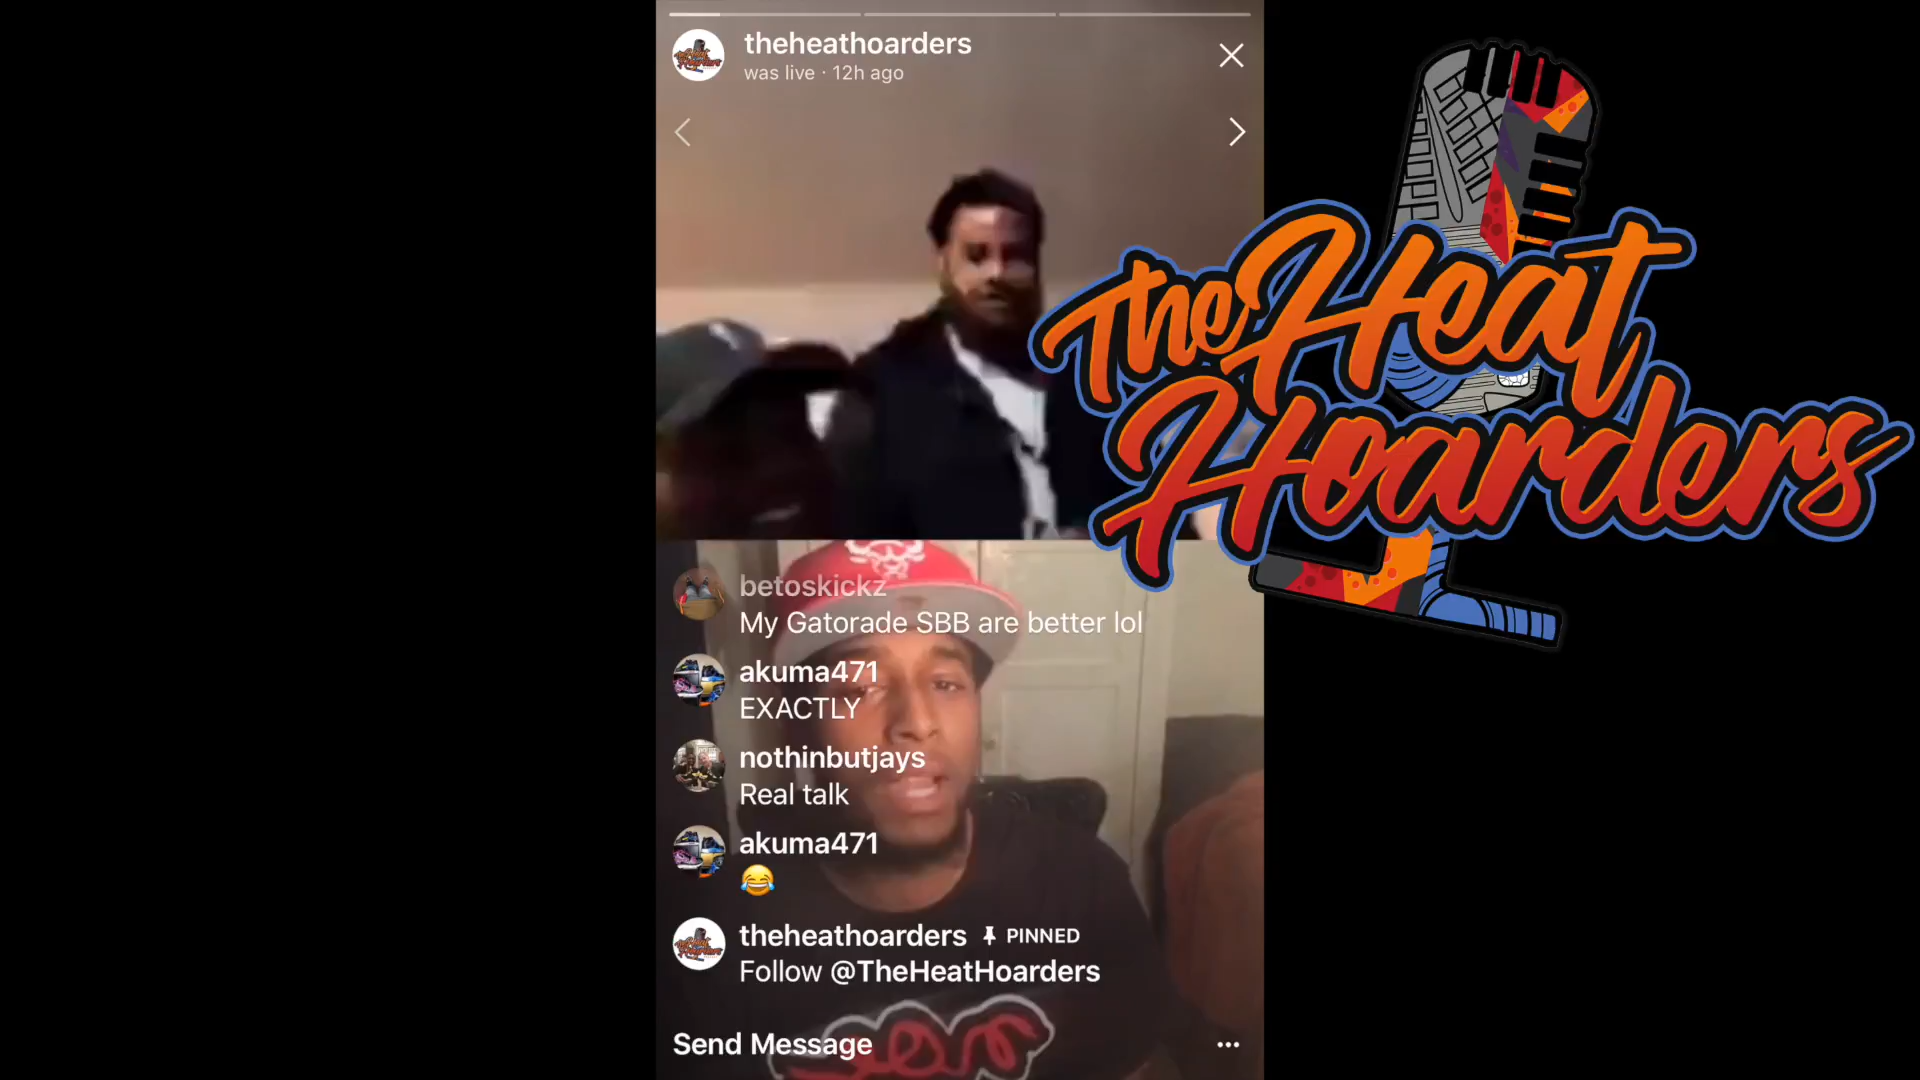 theheathoarders
was live · 12h ago
The Heat
Hoarders
betoskickz
My Gatorade SBB are better lol
akuma471
EXACTLY
nothinbutjays
Real talk
akuma471
😂
theheathoarders PINNED
Follow @TheHeatHoarders
Send Message